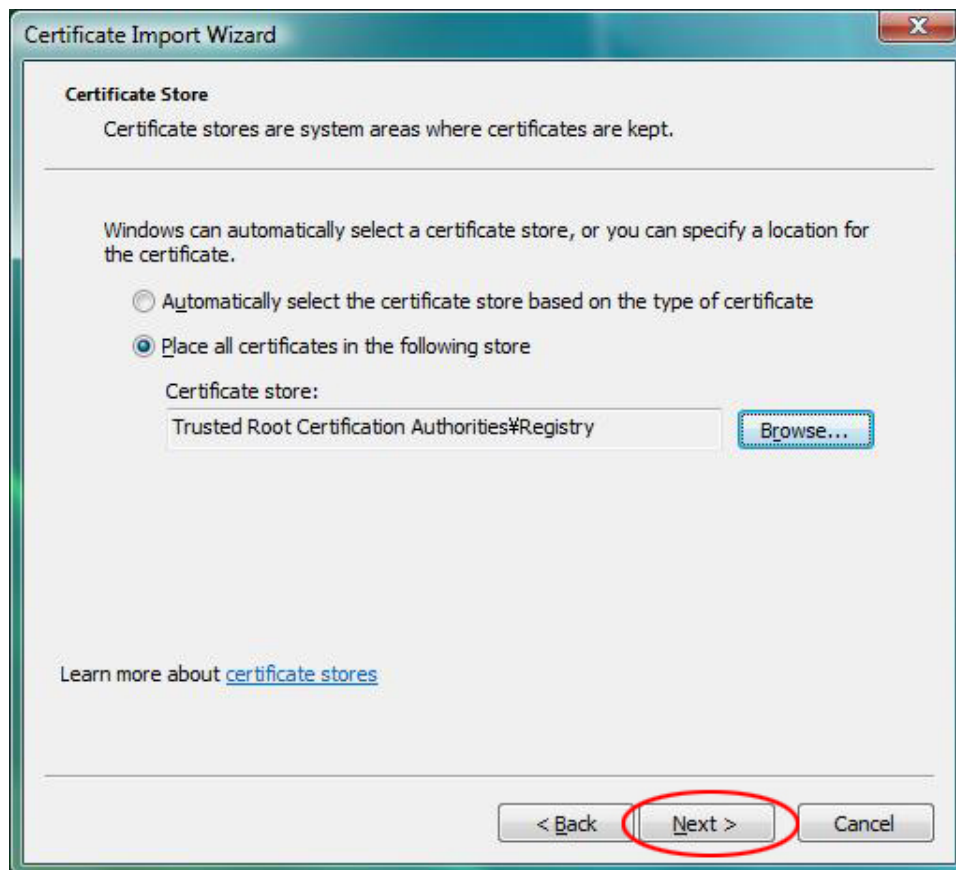 Certificate Import Wizard
X
Certificate Store
Certificate stores are system areas where certificates are kept.
Windows can automatically select a certificate store, or you can specify a location for
the certificate.
Automatically select the certificate store based on the type of certificate
Place all certificates in the following store
Certificate store:
Trusted Root Certification Authorities¥Registry
Browse...
Learn more about certificate stores
< Back
Next >
Cancel